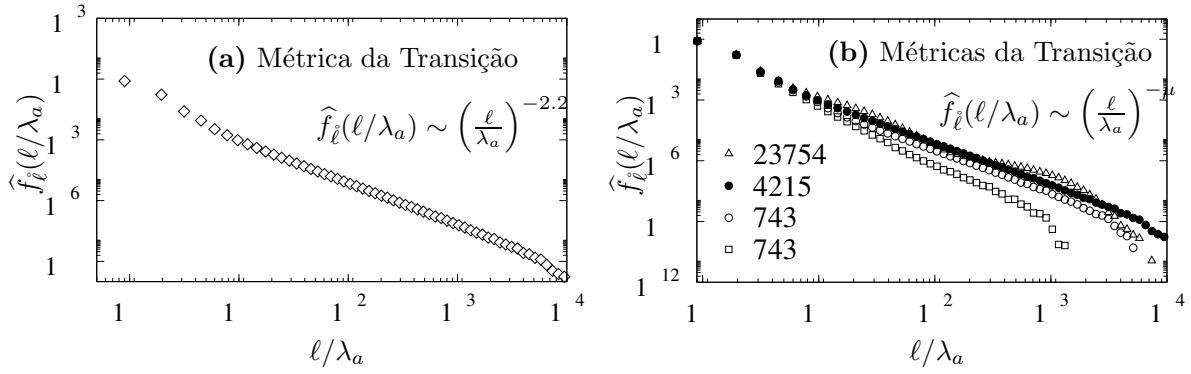 (a) Métrica da Transição
f̂_ℓ̊(ℓ/λ_a) ∼ (ℓ/λ_a)^−2.2
f̂_ℓ̊(ℓ/λ_a)
1 3
1
1 3
1 6
1
1 1 1 2 1 3 1 4
ℓ/λ_a
(b) Métricas da Transição
f̂_ℓ̊(ℓ/λ_a) ∼ (ℓ/λ_a)^−μ
f̂_ℓ̊(ℓ/λ_a)
△ 23754
● 4215
○ 743
□ 743
1
1 3
1 6
1
1 12
1 1 1 2 1 3 1 4
ℓ/λ_a